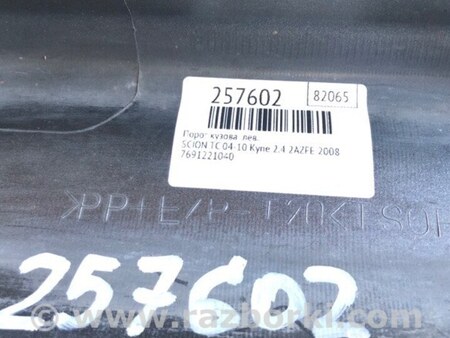 257602 82065
Порог кузова лев.
SCION TC 04-10 Купе 2.4 2AZFE 2008
7691221040
>PP+E/P
257602
© www.razborki.com